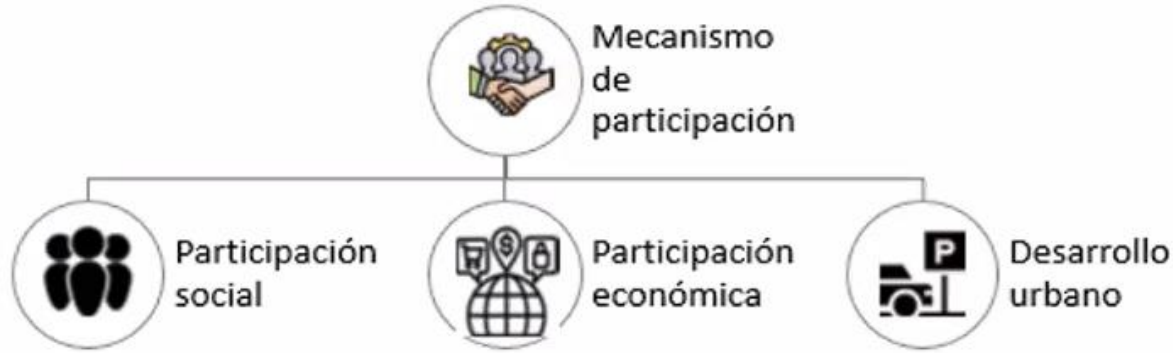 Mecanismo
de
participación
Participación
social
Participación
económica
P
Desarrollo
urbano
$